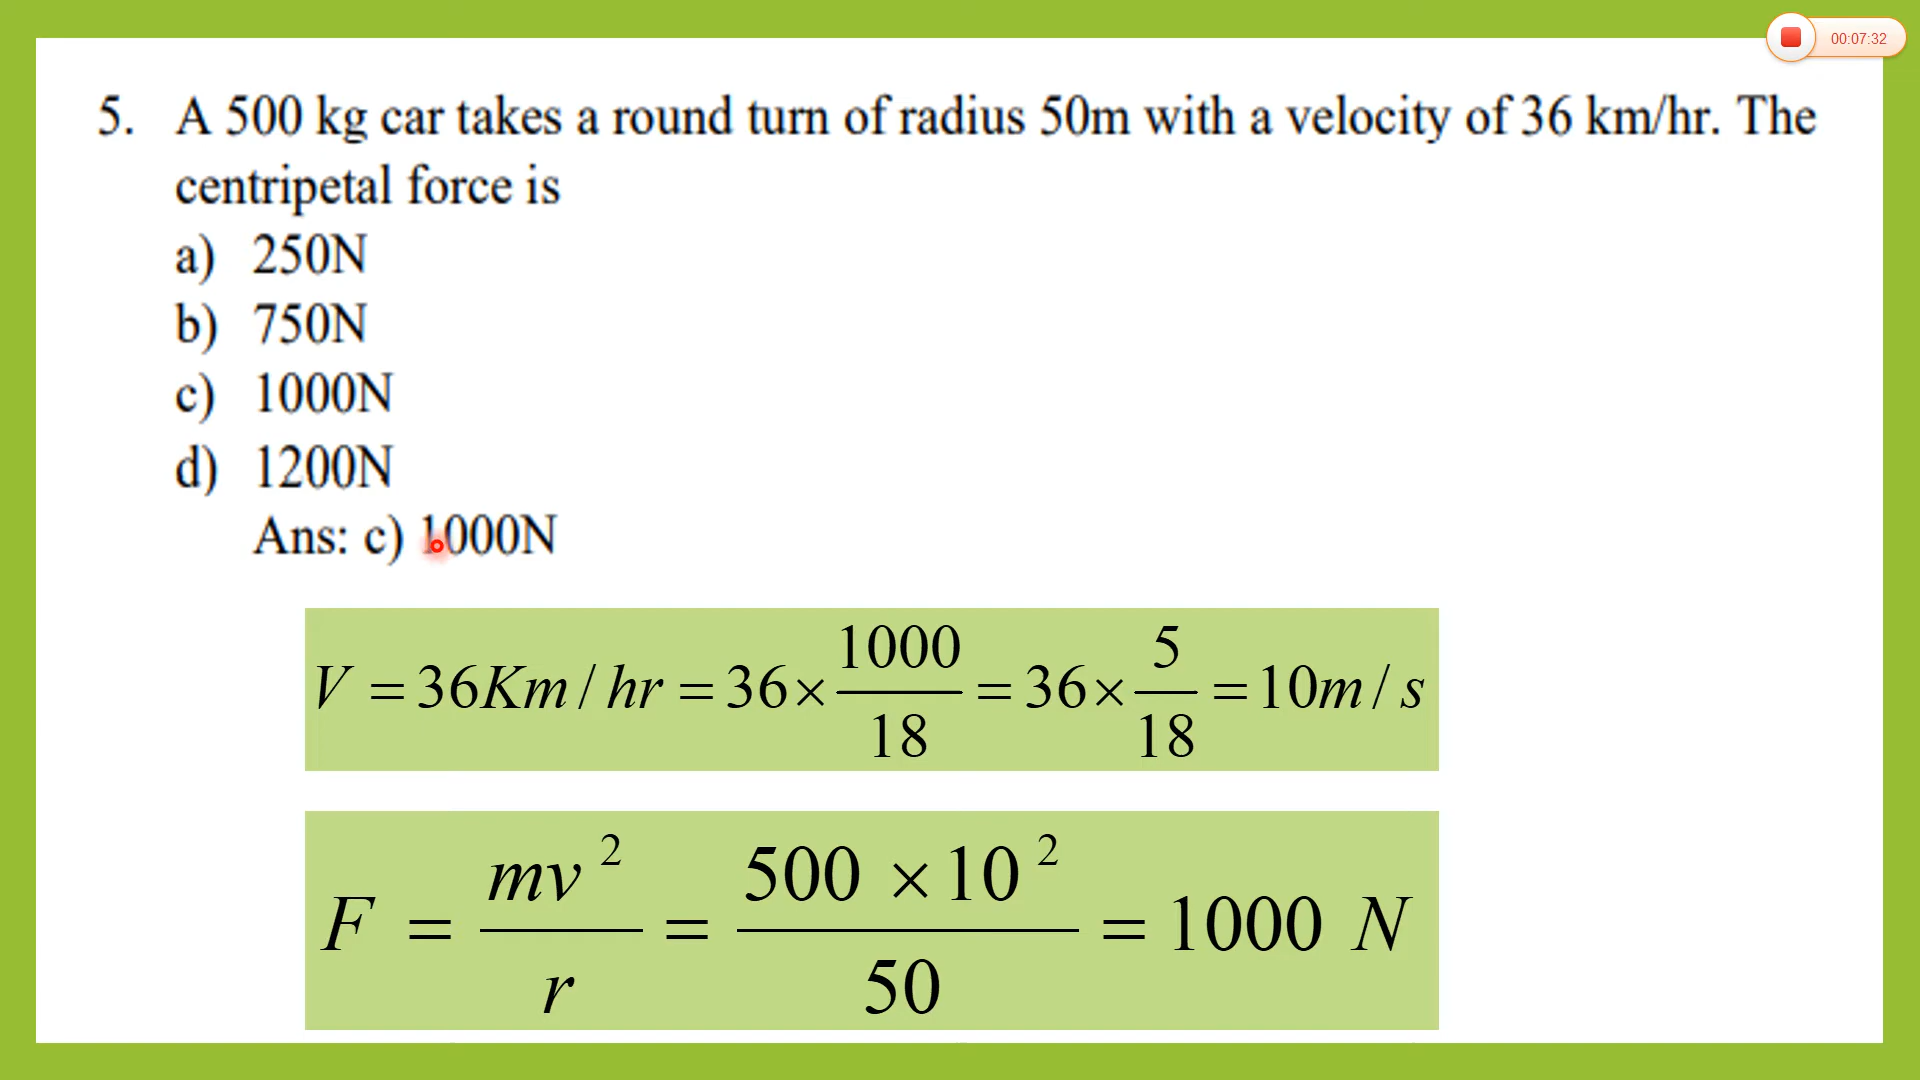 00:07:32
5. A 500 kg car takes a round turn of radius 50m with a velocity of 36 km/hr. The
centripetal force is
a) 250N
b) 750N
c) 1000N
d) 1200N
Ans: c) 1000N
V = 36Km / hr = 36 × 1000/18 = 36 × 5/18 = 10m / s
F = mv²/r = 500 × 10²/50 = 1000 N